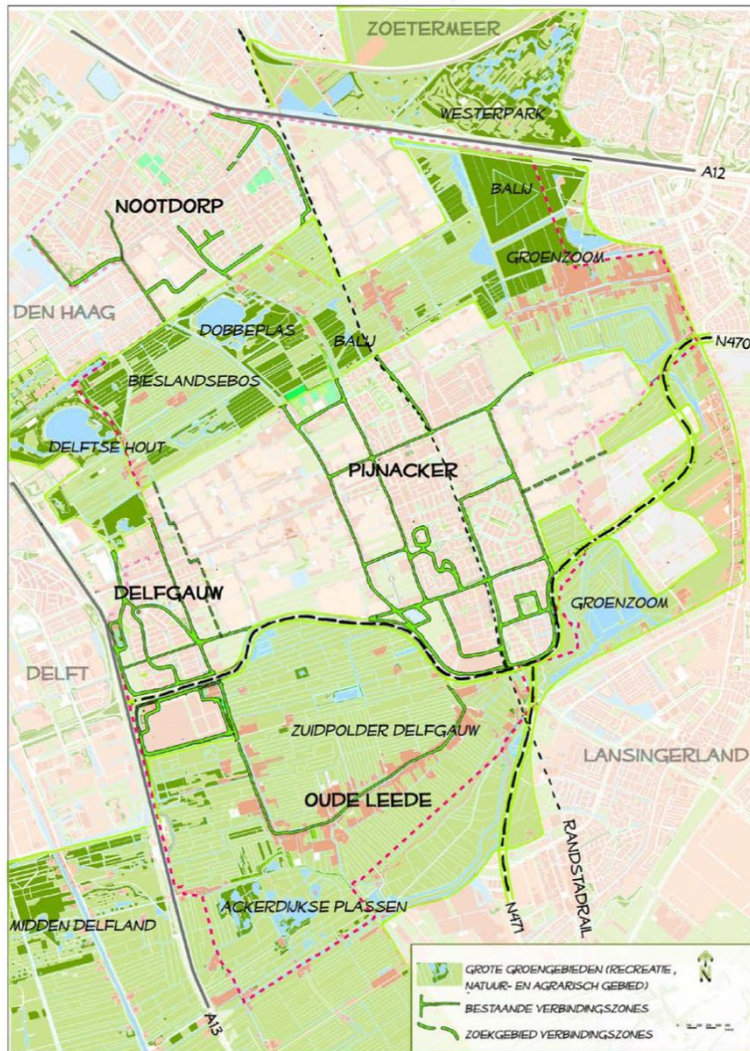 ZOETERMEER
WESTERPARK
A12
BALIJ
NOOTDORP
GROENZOOM
DEN HAAG
DOBBEPLAS
BALIJ
N470
BIESLANDSEBOS
DELFTSE HOUT
PIJNACKER
DELFGAUW
GROENZOOM
DELFT
ZUIDPOLDER DELFGAUW
LANSINGERLAND
OUDE LEEDE
RANDSTADRAIL
ACKERDIJKSE PLASSEN
N471
MIDDEN DELFLAND
A13
GROTE GROENGEBIEDEN (RECREATIE,
NATUUR- EN AGRARISCH GEBIED)
N
BESTAANDE VERBINDINGSZONES
ZOEKGEBIED VERBINDINGSZONES